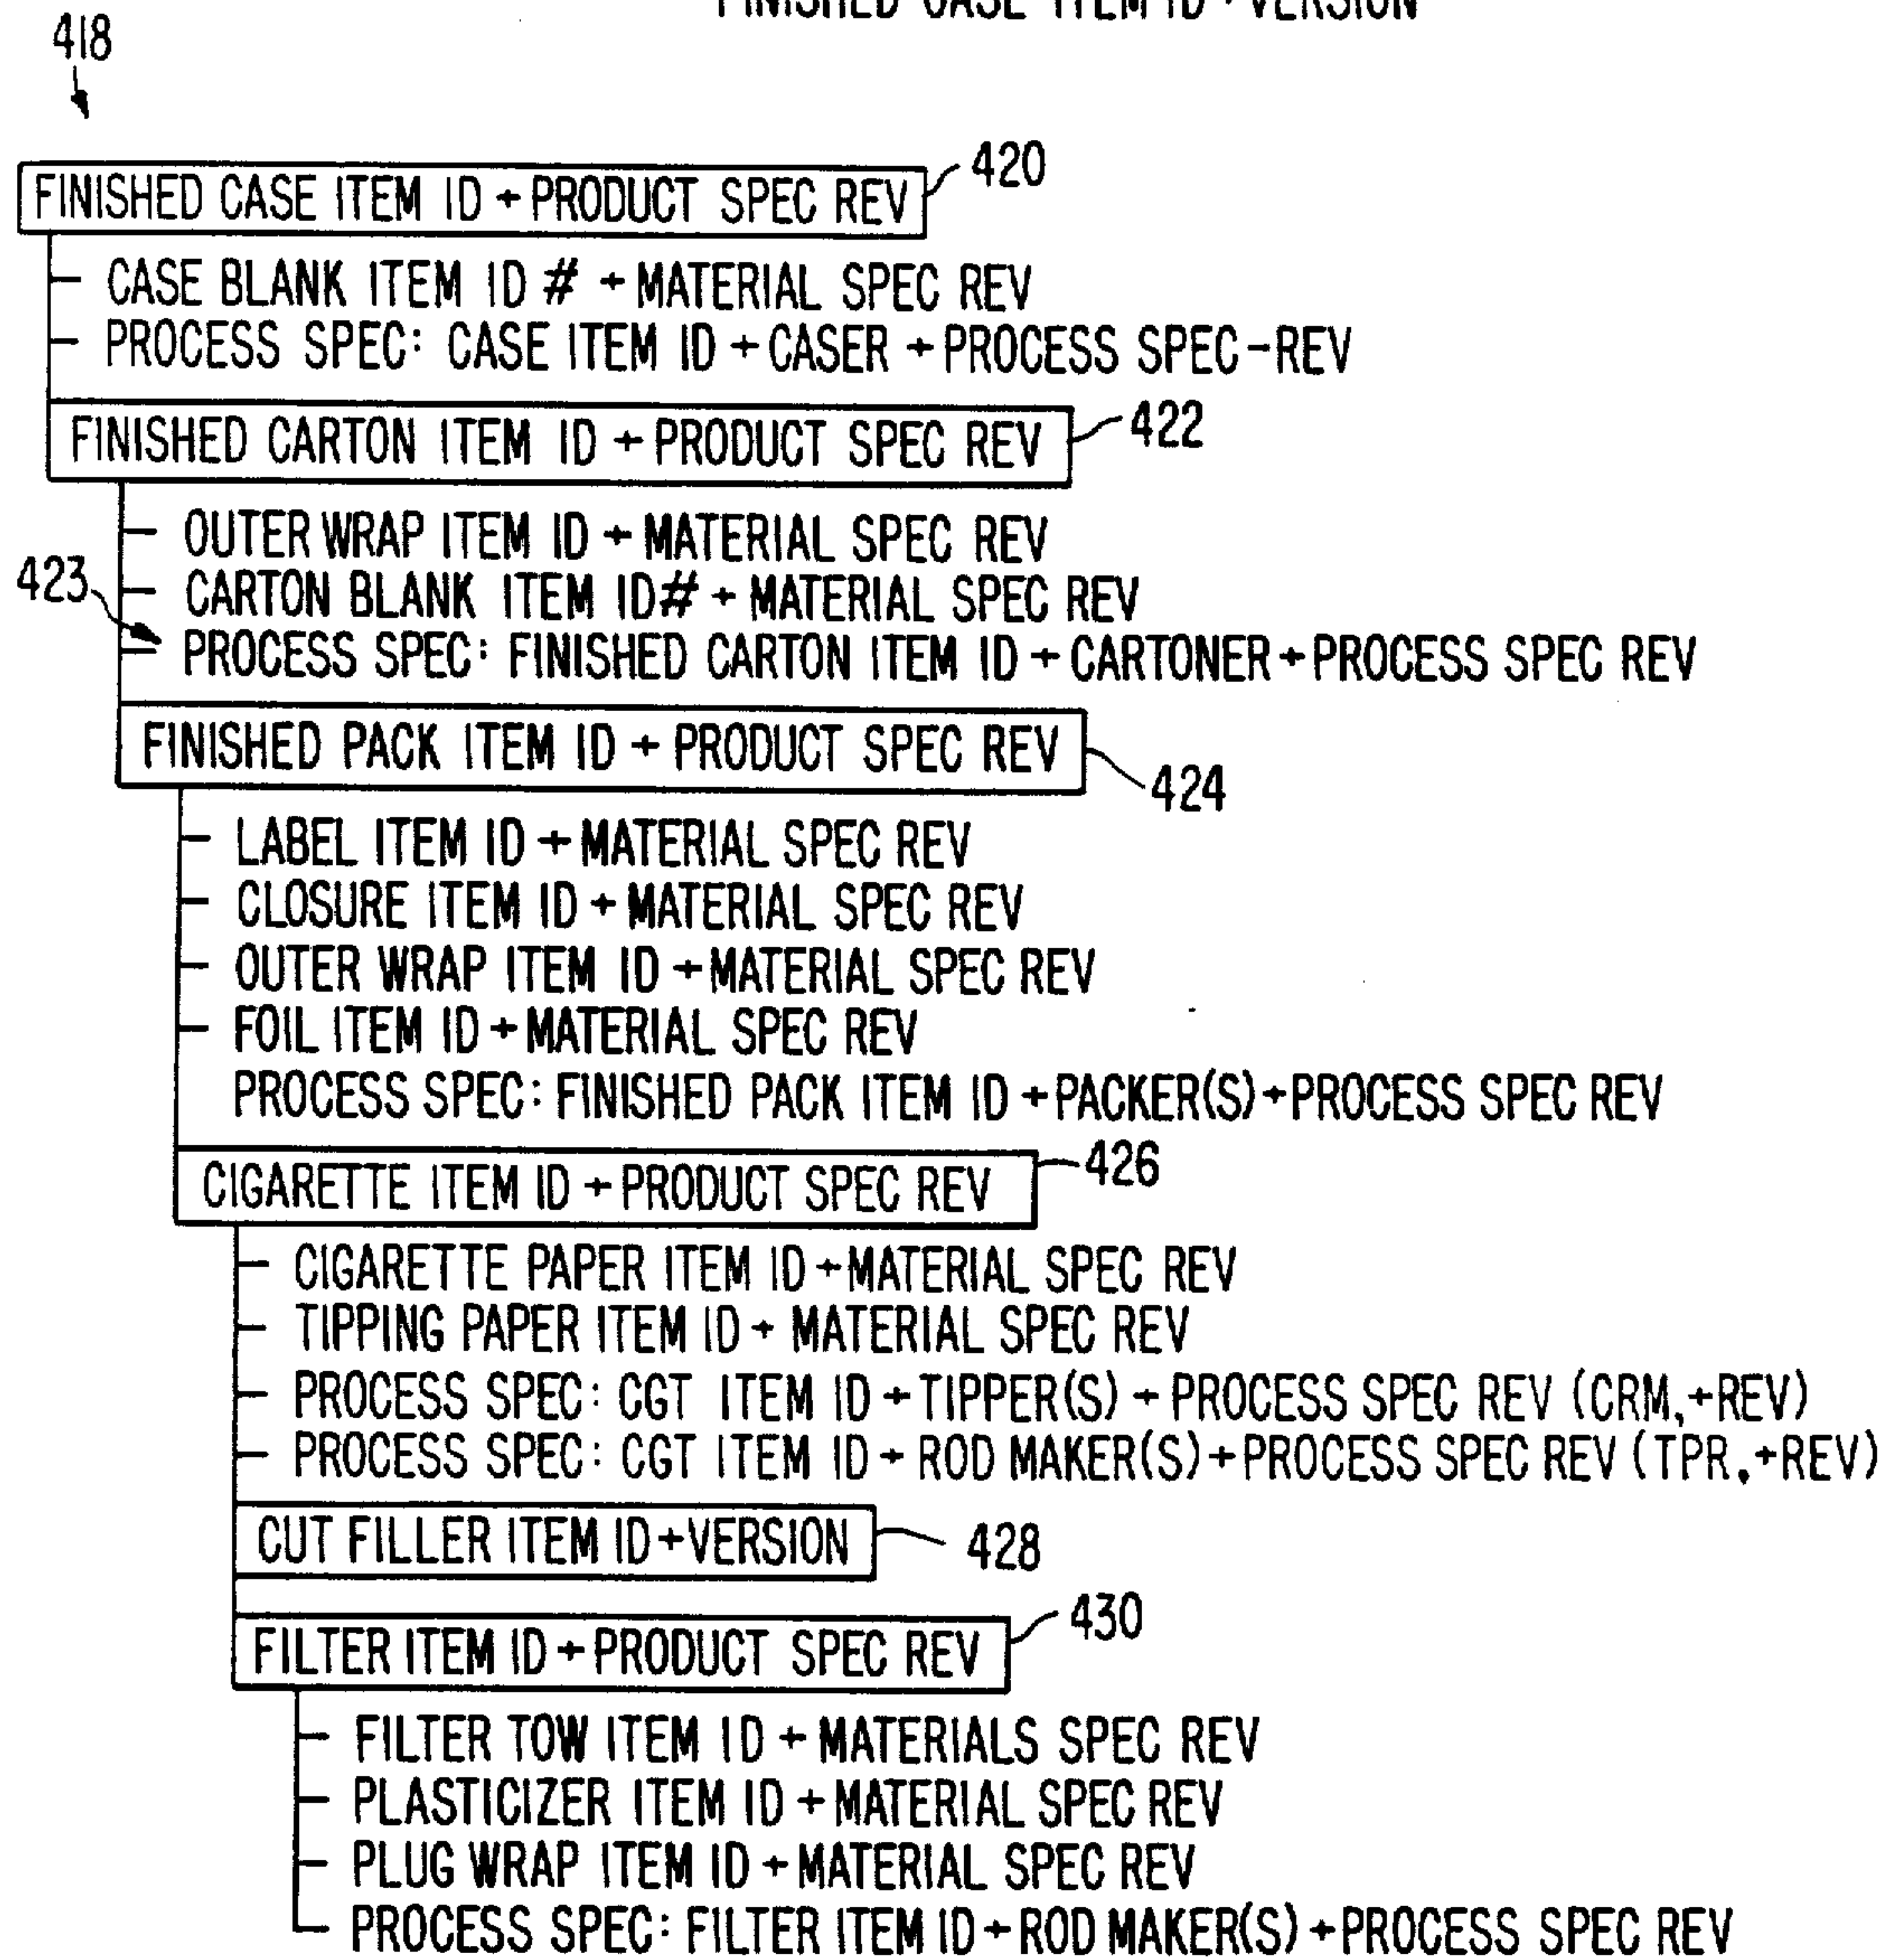 FINISHED CASE ITEM ID + VERSION
418
FINISHED CASE ITEM ID + PRODUCT SPEC REV 420
CASE BLANK ITEM ID # + MATERIAL SPEC REV
PROCESS SPEC: CASE ITEM ID + CASER + PROCESS SPEC-REV
FINISHED CARTON ITEM ID + PRODUCT SPEC REV 422
OUTER WRAP ITEM ID + MATERIAL SPEC REV
423 CARTON BLANK ITEM ID# + MATERIAL SPEC REV
PROCESS SPEC: FINISHED CARTON ITEM ID + CARTONER + PROCESS SPEC REV
FINISHED PACK ITEM ID + PRODUCT SPEC REV 424
LABEL ITEM ID + MATERIAL SPEC REV
CLOSURE ITEM ID + MATERIAL SPEC REV
OUTER WRAP ITEM ID + MATERIAL SPEC REV
FOIL ITEM ID + MATERIAL SPEC REV
PROCESS SPEC: FINISHED PACK ITEM ID + PACKER(S) + PROCESS SPEC REV
CIGARETTE ITEM ID + PRODUCT SPEC REV 426
CIGARETTE PAPER ITEM ID + MATERIAL SPEC REV
TIPPING PAPER ITEM ID + MATERIAL SPEC REV
PROCESS SPEC: CGT ITEM ID + TIPPER(S) + PROCESS SPEC REV (CRM, + REV)
PROCESS SPEC: CGT ITEM ID + ROD MAKER(S) + PROCESS SPEC REV (TPR, + REV)
CUT FILLER ITEM ID + VERSION 428
FILTER ITEM ID + PRODUCT SPEC REV 430
FILTER TOW ITEM ID + MATERIALS SPEC REV
PLASTICIZER ITEM ID + MATERIAL SPEC REV
PLUG WRAP ITEM ID + MATERIAL SPEC REV
PROCESS SPEC: FILTER ITEM ID + ROD MAKER(S) + PROCESS SPEC REV